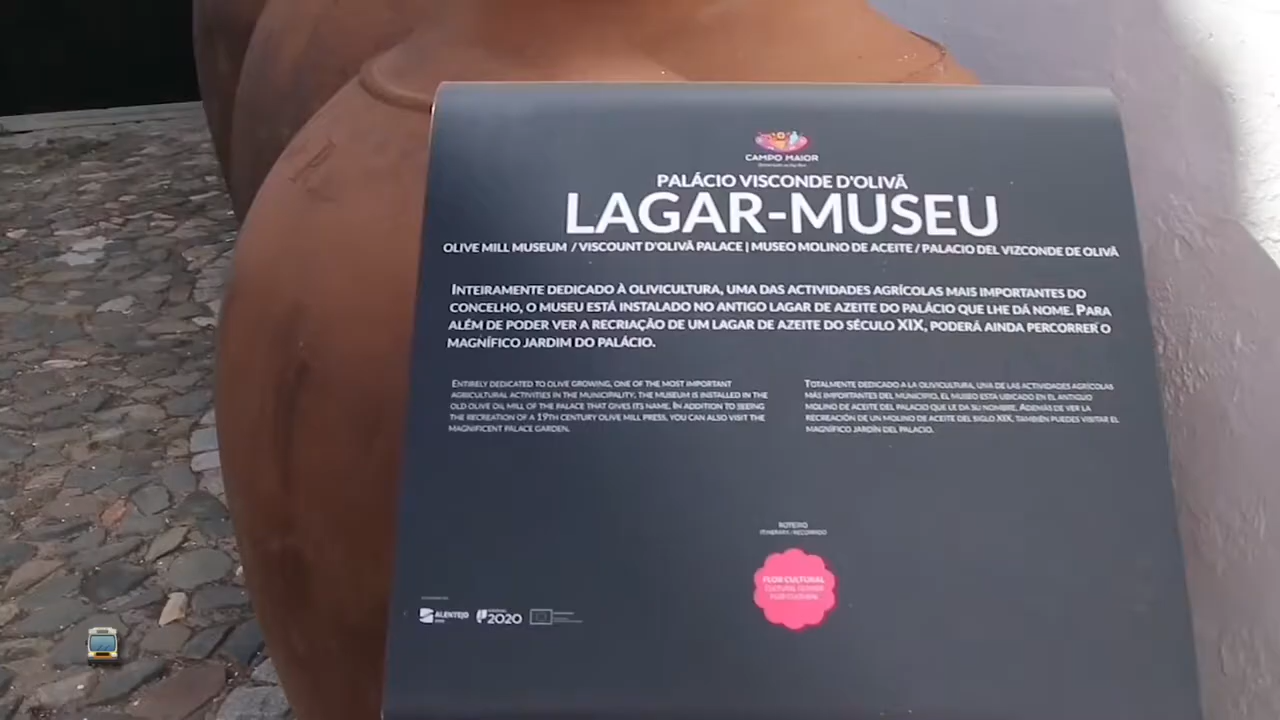 CAMPO MAIOR
PALÁCIO VISCONDE D'OLIVÃ
LAGAR-MUSEU
OLIVE MILL MUSEUM / VISCOUNT D'OLIVÃ PALACE | MUSEO MOLINO DE ACEITE / PALACIO DEL VIZCONDE DE OLIVÃ
INTEIRAMENTE DEDICADO À OLIVICULTURA, UMA DAS ACTIVIDADES AGRÍCOLAS MAIS IMPORTANTES DO
CONCELHO, O MUSEU ESTÁ INSTALADO NO ANTIGO LAGAR DE AZEITE DO PALÁCIO QUE LHE DÁ NOME. PARA
ALÉM DE PODER VER A RECRIAÇÃO DE UM LAGAR DE AZEITE DO SÉCULO XIX, PODERÁ AINDA PERCORRER O
MAGNÍFICO JARDIM DO PALÁCIO.
ENTIRELY DEDICATED TO OLIVE GROWING, ONE OF THE MOST IMPORTANT
AGRICULTURAL ACTIVITIES IN THE MUNICIPALITY, THE MUSEUM IS INSTALLED IN THE
OLD OLIVE OIL MILL OF THE PALACE THAT GIVES ITS NAME. IN ADDITION TO SEEING
THE RECREATION OF A 19TH CENTURY OLIVE MILL PRESS, YOU CAN ALSO VISIT THE
MAGNIFICENT PALACE GARDEN.
TOTALMENTE DEDICADO A LA OLIVICULTURA, UNA DE LAS ACTIVIDADES AGRÍCOLAS
MÁS IMPORTANTES DEL MUNICIPIO, EL MUSEO ESTA UBICADO EN EL ANTIGUO
MOLINO DE ACEITE DEL PALACIO QUE LE DA SU NOMBRE. ADEMÁS DE VER LA
RECREACIÓN DE UN MOLINO DE ACEITE DEL SIGLO XIX, TAMBIÉN PUEDES VISITAR EL
MAGNÍFICO JARDÍN DEL PALACIO.
ROTEIRO
ITINERARY / RECORRIDO
FLOR CULTURAL
CULTURAL FLOWER
FLOR CULTURAL
ALENTEJO
2020